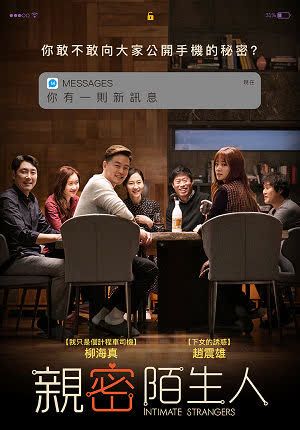 35%
你敢不敢向大家公開手機的秘密?
MESSAGES
現在
你有一則新訊息
【我只是個計程車司機】
柳海真
【下女的誘惑】
趙震雄
親密陌生人
INTIMATE STRANGERS